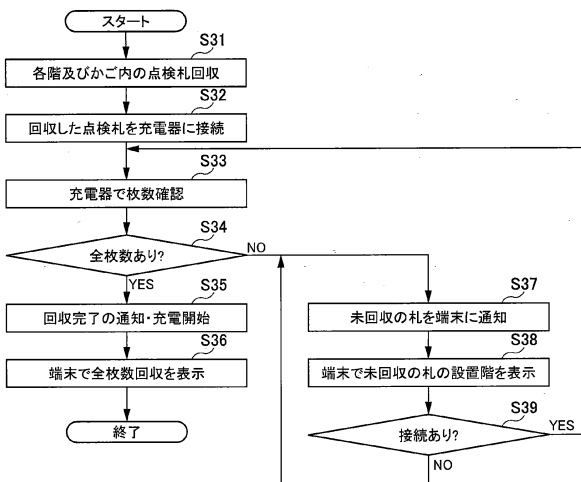 スタート
S31
各階及びかご内の点検札回収
S32
回収した点検札を充電器に接続
S33
充電器で枚数確認
S34
全枚数あり?
NO
YES
S35
回収完了の通知・充電開始
S36
端末で全枚数回収を表示
終了
S37
未回収の札を端末に通知
S38
端末で未回収の札の設置階を表示
S39
接続あり?
YES
NO